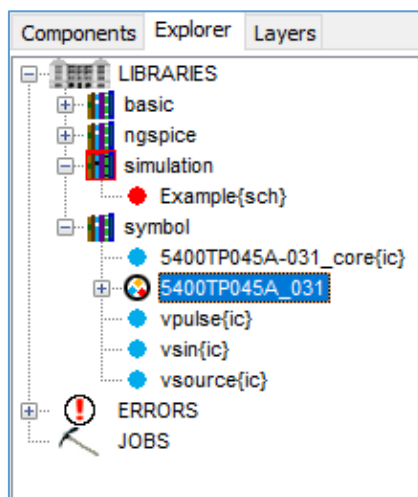 Components Explorer Layers
LIBRARIES
basic
ngspice
simulation
Example{sch}
symbol
5400TP045A-031_core{ic}
5400TP045A_031
vpulse{ic}
vsin{ic}
vsource{ic}
ERRORS
JOBS